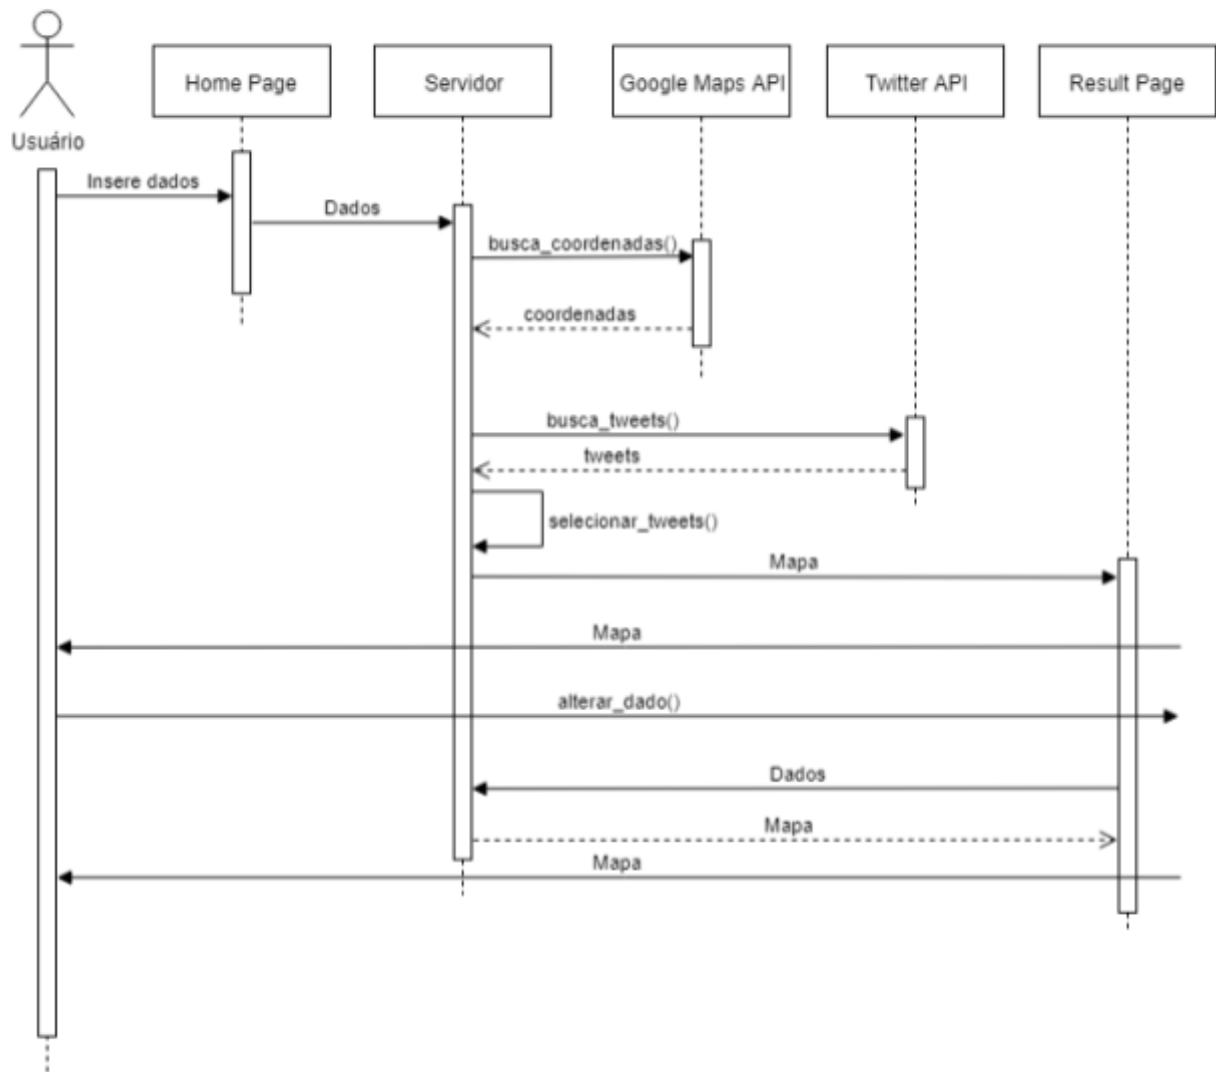 Usuário
Home Page
Servidor
Google Maps API
Twitter API
Result Page
Insere dados
Dados
busca_coordenadas()
coordenadas
busca_tweets()
tweets
selecionar_tweets()
Mapa
Mapa
alterar_dado()
Dados
Mapa
Mapa